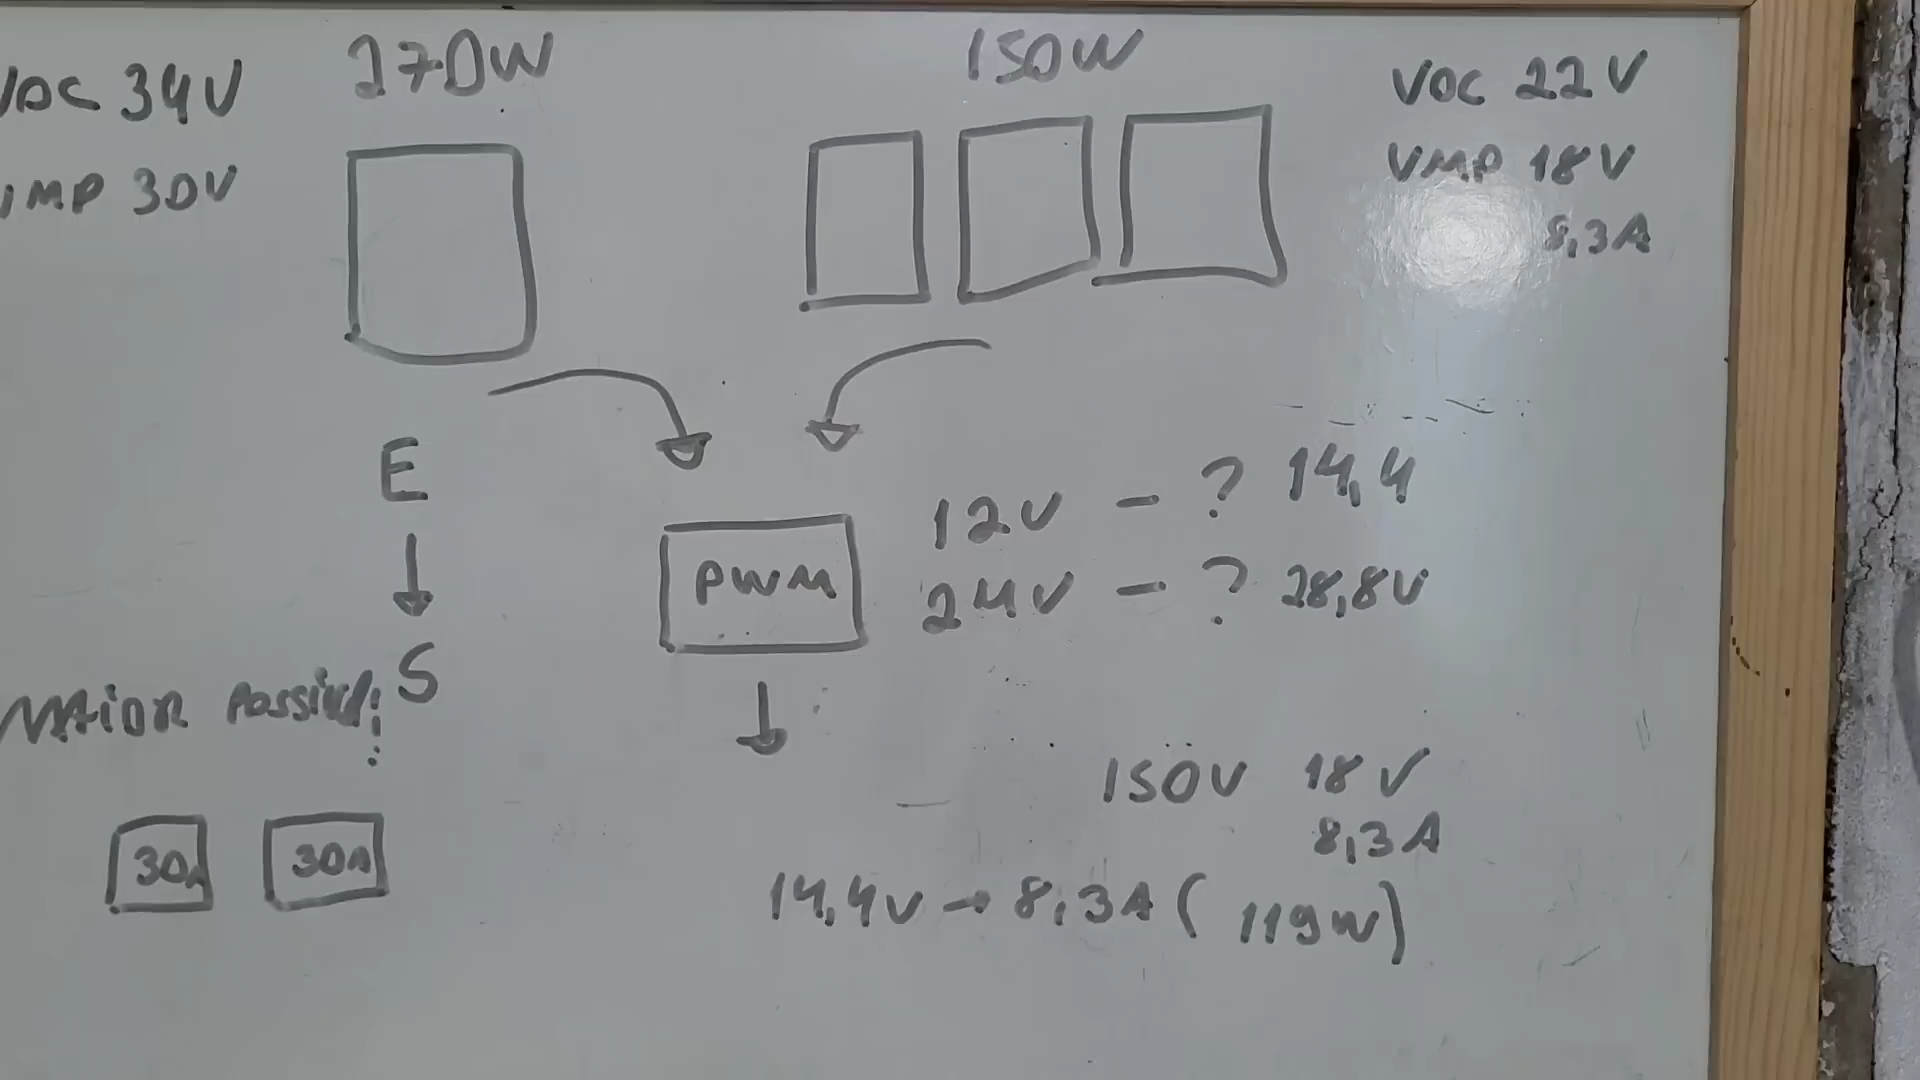 270W
VOC 34V
VMP 30V
150W
VOC 22V
VMP 18V
8,3A
E
S
PWM
12V - ? 14,4
24V - ? 28,8V
30A 30A
150V 18V
8,3A
14,4V → 8,3A (119W)